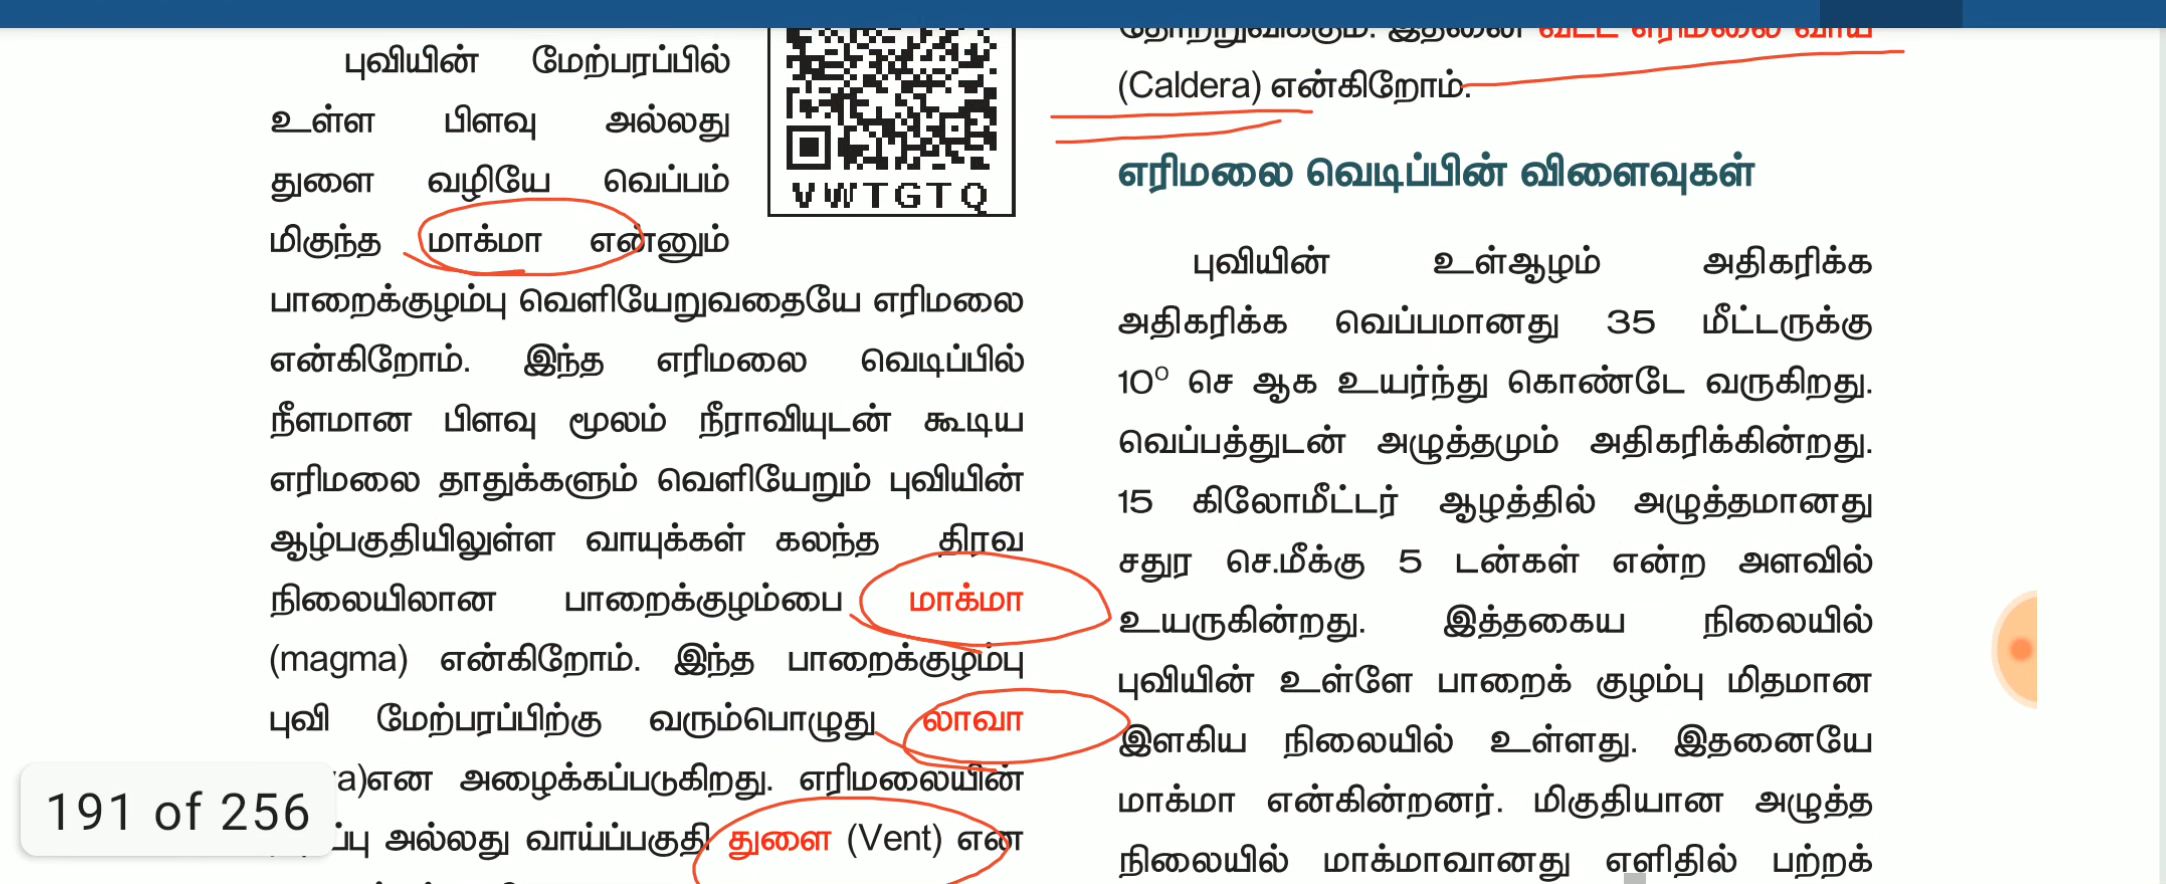 புவியின் மேற்பரப்பில்
உள்ள பிளவு அல்லது
துளை வழியே வெப்பம்
மிகுந்த மாக்மா என்னும்
பாறைக்குழம்பு வெளியேறுவதையே எரிமலை
என்கிறோம். இந்த எரிமலை வெடிப்பில்
நீளமான பிளவு மூலம் நீராவியுடன் கூடிய
எரிமலை தாதுக்களும் வெளியேறும் புவியின்
ஆழ்பகுதியிலுள்ள வாயுக்கள் கலந்த திரவ
நிலையிலான பாறைக்குழம்பை மாக்மா
(magma) என்கிறோம். இந்த பாறைக்குழம்பு
புவி மேற்பரப்பிற்கு வரும்பொழுது லாவா
a)என அழைக்கப்படுகிறது. எரிமலையின்
அல்லது வாய்ப்பகுதி துளை (Vent) என
191 of 256
VWTGTQ
தோற்றுவிக்கும். இதனை வட்ட எரிமலை வாய்
(Caldera) என்கிறோம்.
எரிமலை வெடிப்பின் விளைவுகள்
புவியின் உள்ஆழம் அதிகரிக்க
அதிகரிக்க வெப்பமானது 35 மீட்டருக்கு
10⁰ செ ஆக உயர்ந்து கொண்டே வருகிறது.
வெப்பத்துடன் அழுத்தமும் அதிகரிக்கின்றது.
15 கிலோமீட்டர் ஆழத்தில் அழுத்தமானது
சதுர செ.மீக்கு 5 டன்கள் என்ற அளவில்
உயருகின்றது. இத்தகைய நிலையில்
புவியின் உள்ளே பாறைக் குழம்பு மிதமான
இளகிய நிலையில் உள்ளது. இதனையே
மாக்மா என்கின்றனர். மிகுதியான அழுத்த
நிலையில் மாக்மாவானது எளிதில் பற்றக்